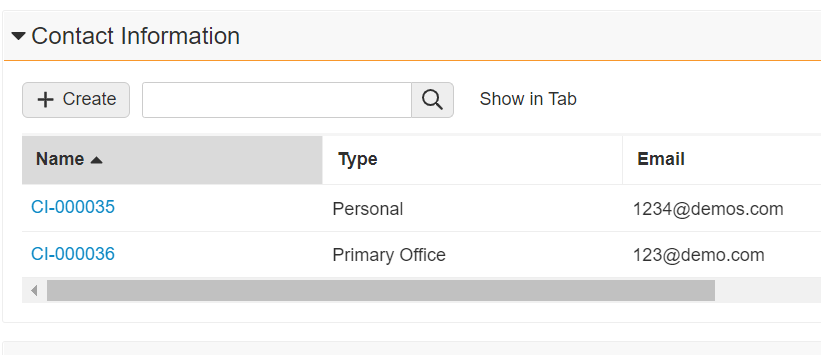 Contact Information
Create
Show in Tab
Name Type Email
CI-000035 Personal 1234@demos.com
CI-000036 Primary Office 123@demo.com